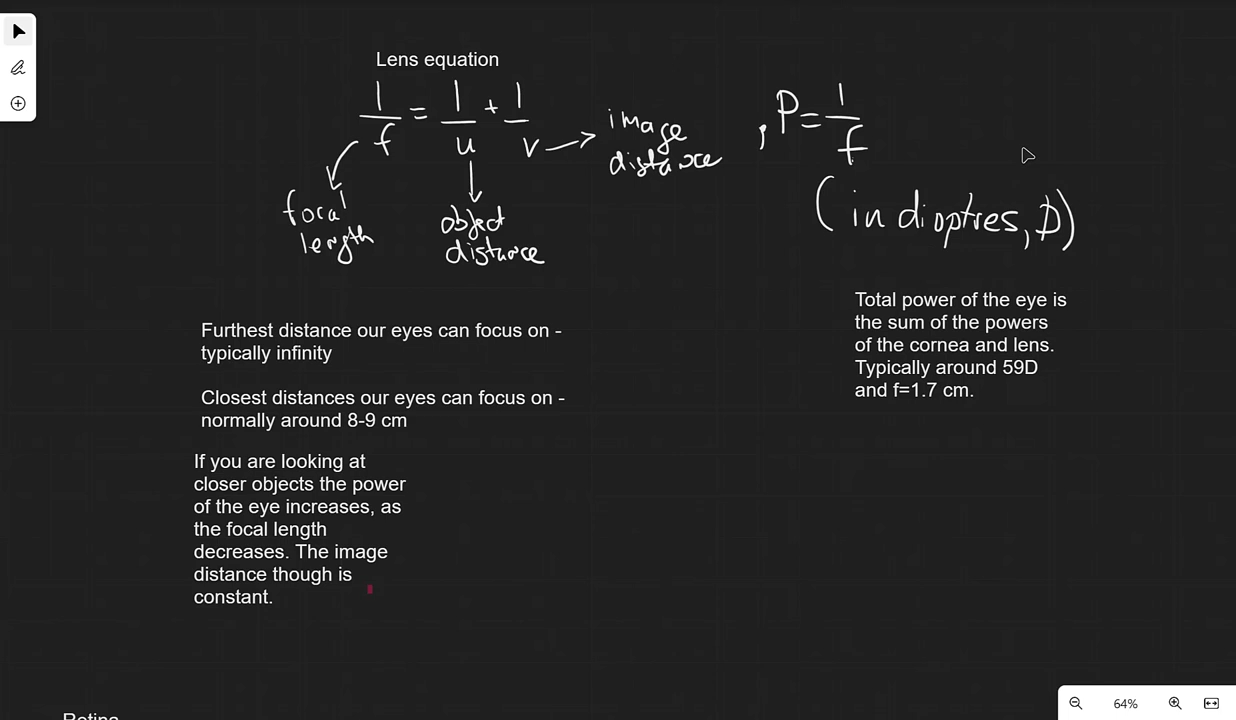 Lens equation
1/f = 1/u + 1/v
image
distance
, P = 1/f
focal
length
object
distance
(in dioptres, D)
Furthest distance our eyes can focus on -
typically infinity
Closest distances our eyes can focus on -
normally around 8-9 cm
If you are looking at
closer objects the power
of the eye increases, as
the focal length
decreases. The image
distance though is
constant.
Total power of the eye is
the sum of the powers
of the cornea and lens.
Typically around 59D
and f=1.7 cm.
Retina
64%